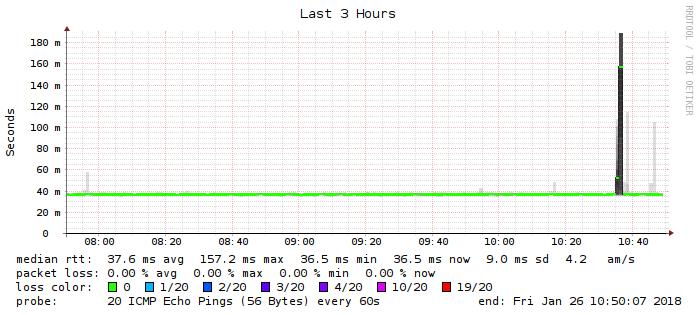 Last 3 Hours
RRDTOOL / TOBI OETIKER
Seconds
180 m
160 m
140 m
120 m
100 m
80 m
60 m
40 m
20 m
0
08:00 08:20 08:40 09:00 09:20 09:40 10:00 10:20 10:40
median rtt: 37.6 ms avg 157.2 ms max 36.5 ms min 36.5 ms now 9.0 ms sd 4.2 am/s
packet loss: 0.00 % avg 0.00 % max 0.00 % min 0.00 % now
loss color: 0 1/20 2/20 3/20 4/20 10/20 19/20
probe: 20 ICMP Echo Pings (56 Bytes) every 60s end: Fri Jan 26 10:50:07 2018